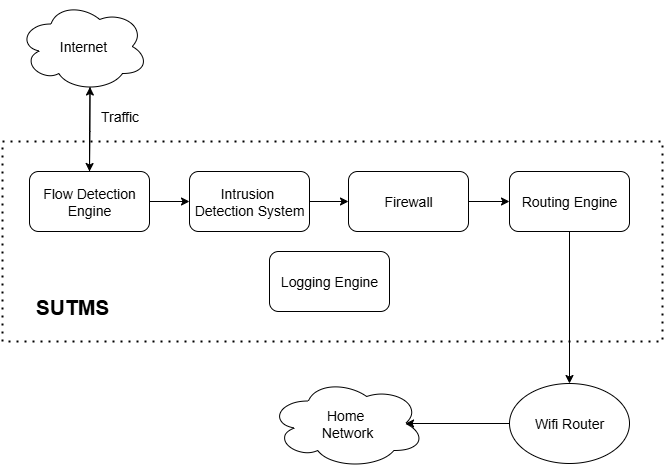 Internet
Traffic
Flow Detection
Engine
Intrusion
Detection System
Firewall
Routing Engine
Logging Engine
SUTMS
Home
Network
Wifi Router